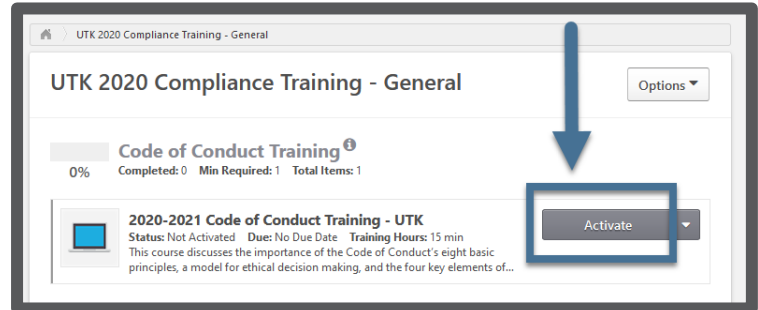 UTK 2020 Compliance Training - General
UTK 2020 Compliance Training - General
Options
Code of Conduct Training
0%
Completed: 0 Min Required: 1 Total Items: 1
2020-2021 Code of Conduct Training - UTK
Status: Not Activated Due: No Due Date Training Hours: 15 min
This course discusses the importance of the Code of Conduct's eight basic
principles, a model for ethical decision making, and the four key elements of...
Activate